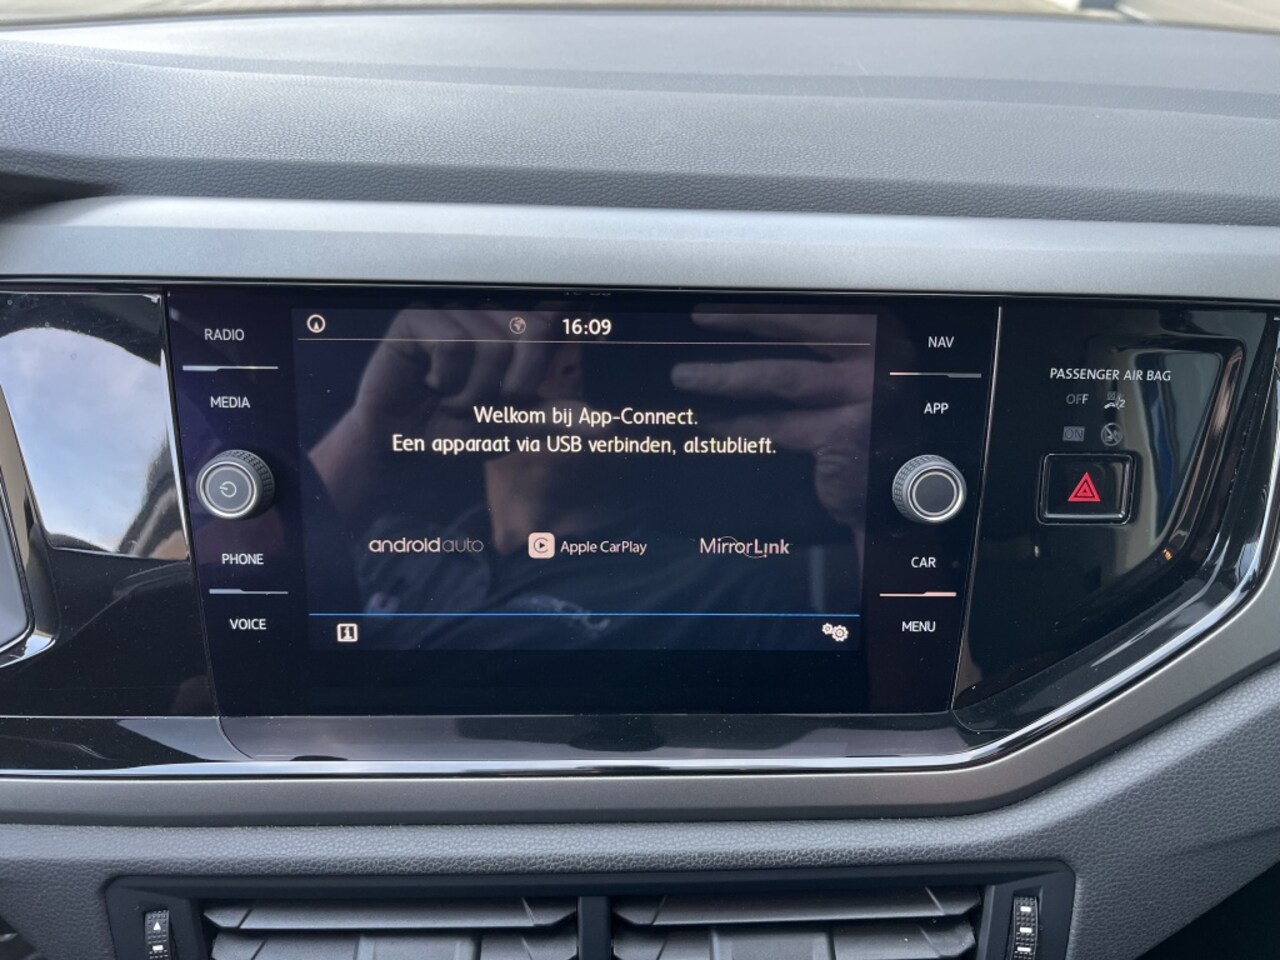 RADIO
MEDIA
PHONE
VOICE
16:09
Welkom bij App-Connect.
Een apparaat via USB verbinden, alstublieft.
androidauto
Apple CarPlay
MirrorLink
NAV
APP
CAR
MENU
PASSENGER AIR BAG
OFF
ON